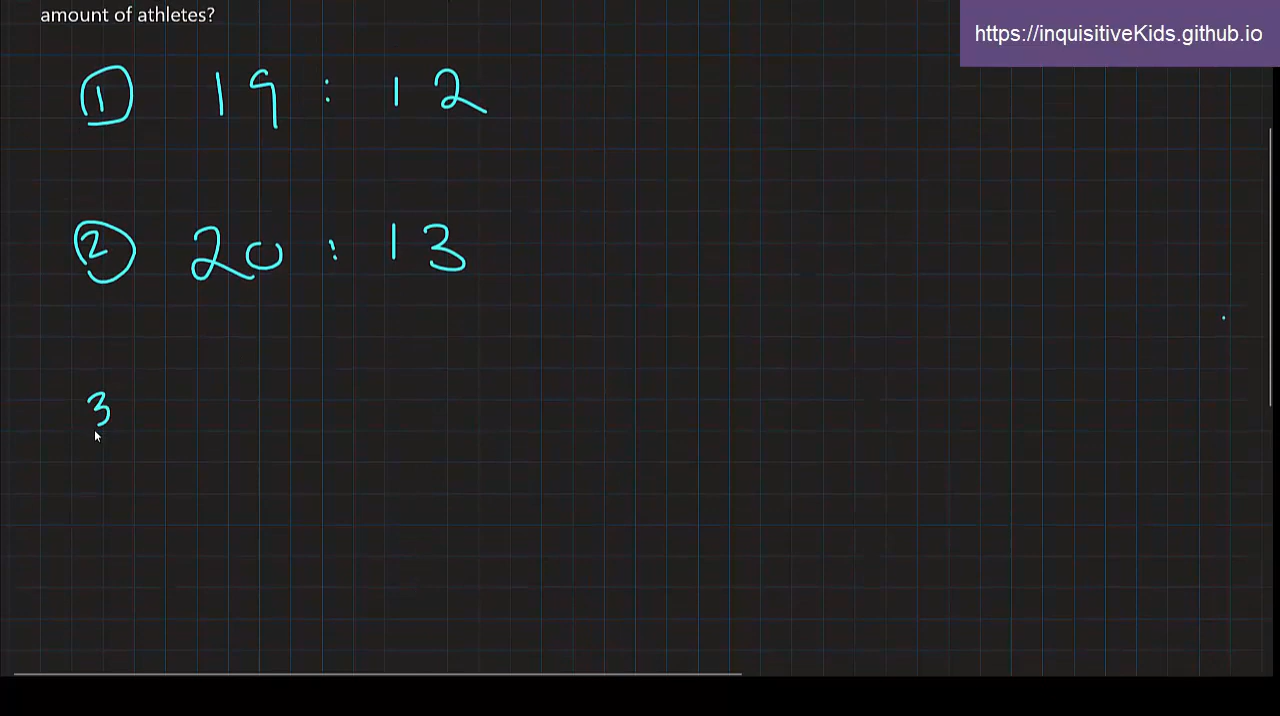 amount of athletes?
https://inquisitiveKids.github.io
1 19 : 12
2 20 : 13
3